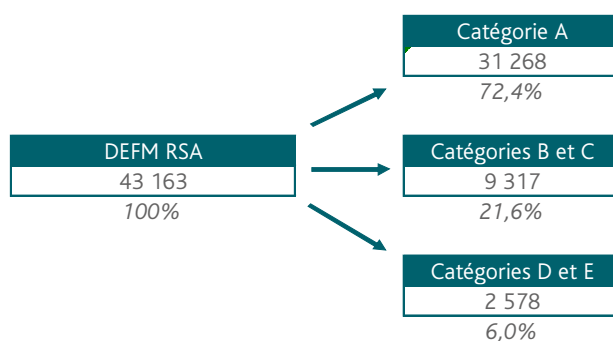 Catégorie A
31 268
72,4%
DEFM RSA
43 163
100%
Catégories B et C
9 317
21,6%
Catégories D et E
2 578
6,0%